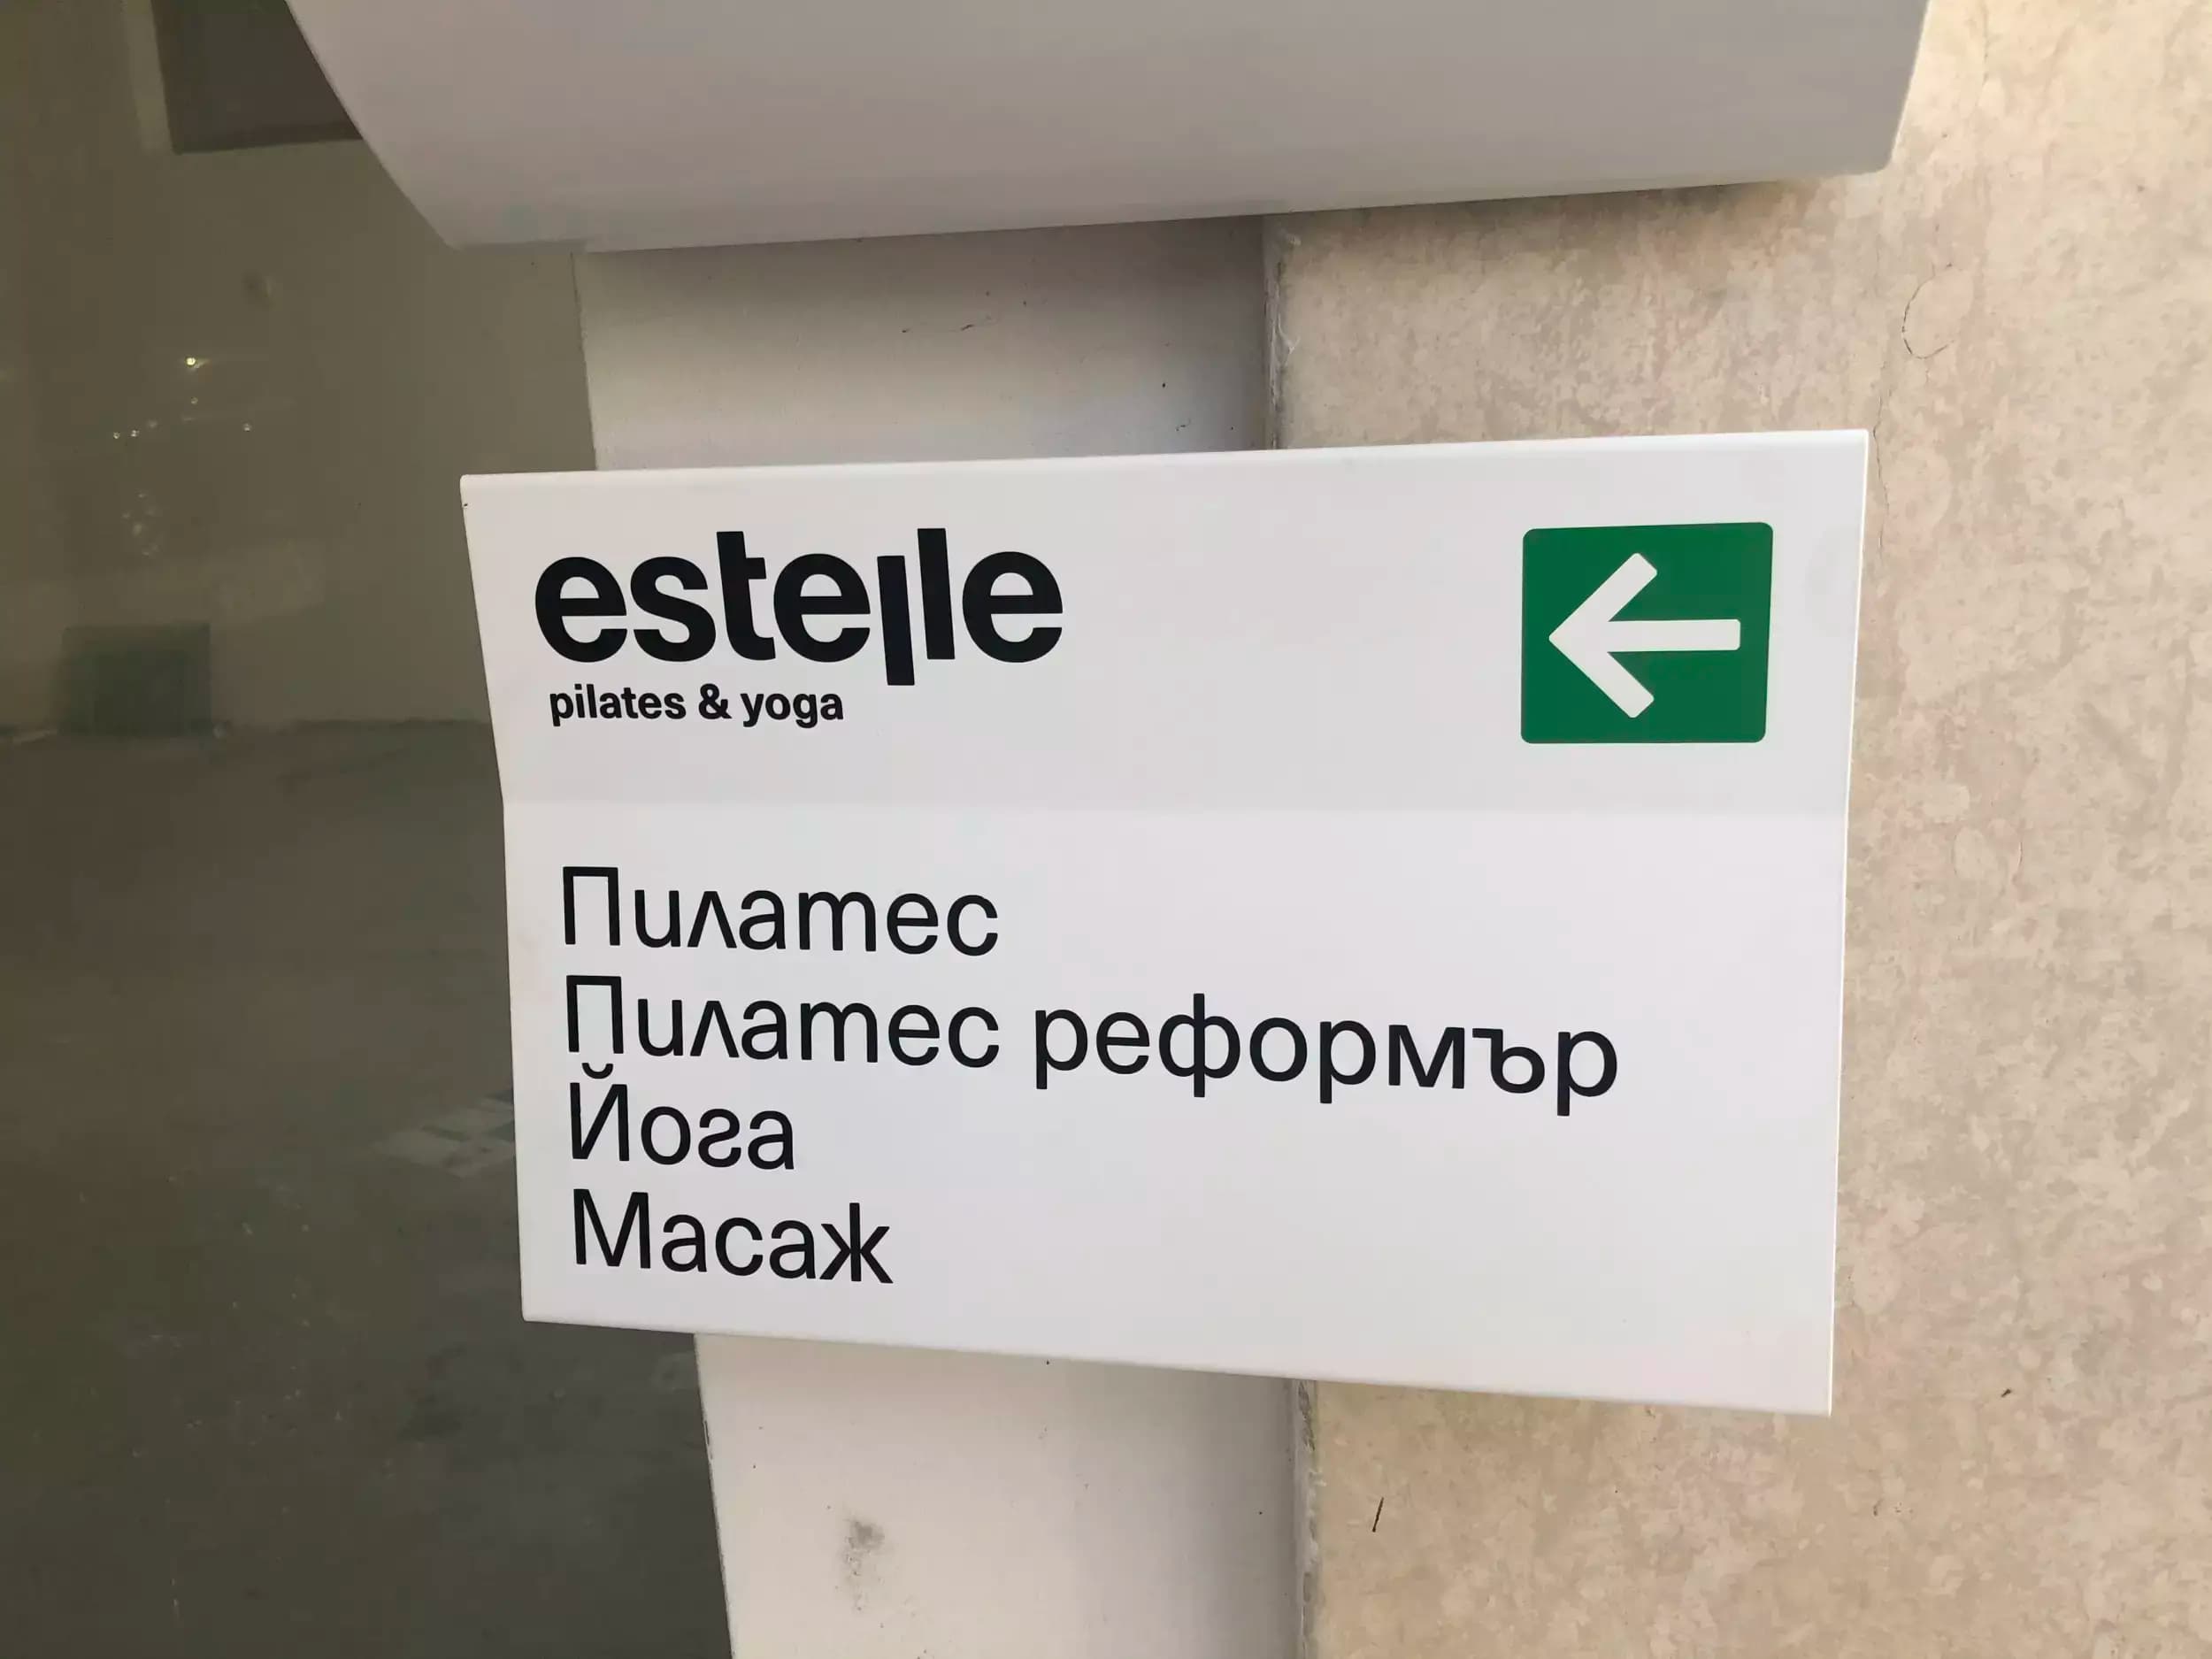 estelle
pilates & yoga
Пилатес
Пилатес реформър
Йога
Масаж